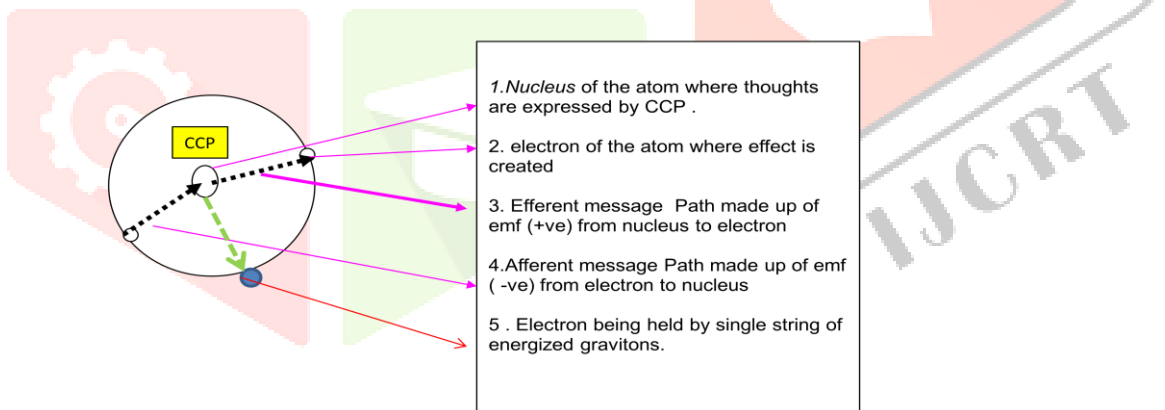 CCP
1.Nucleus of the atom where thoughts
are expressed by CCP .
2. electron of the atom where effect is
created
3. Efferent message Path made up of
emf (+ve) from nucleus to electron
4.Afferent message Path made up of emf
( -ve) from electron to nucleus
5 . Electron being held by single string of
energized gravitons.
IJCRT